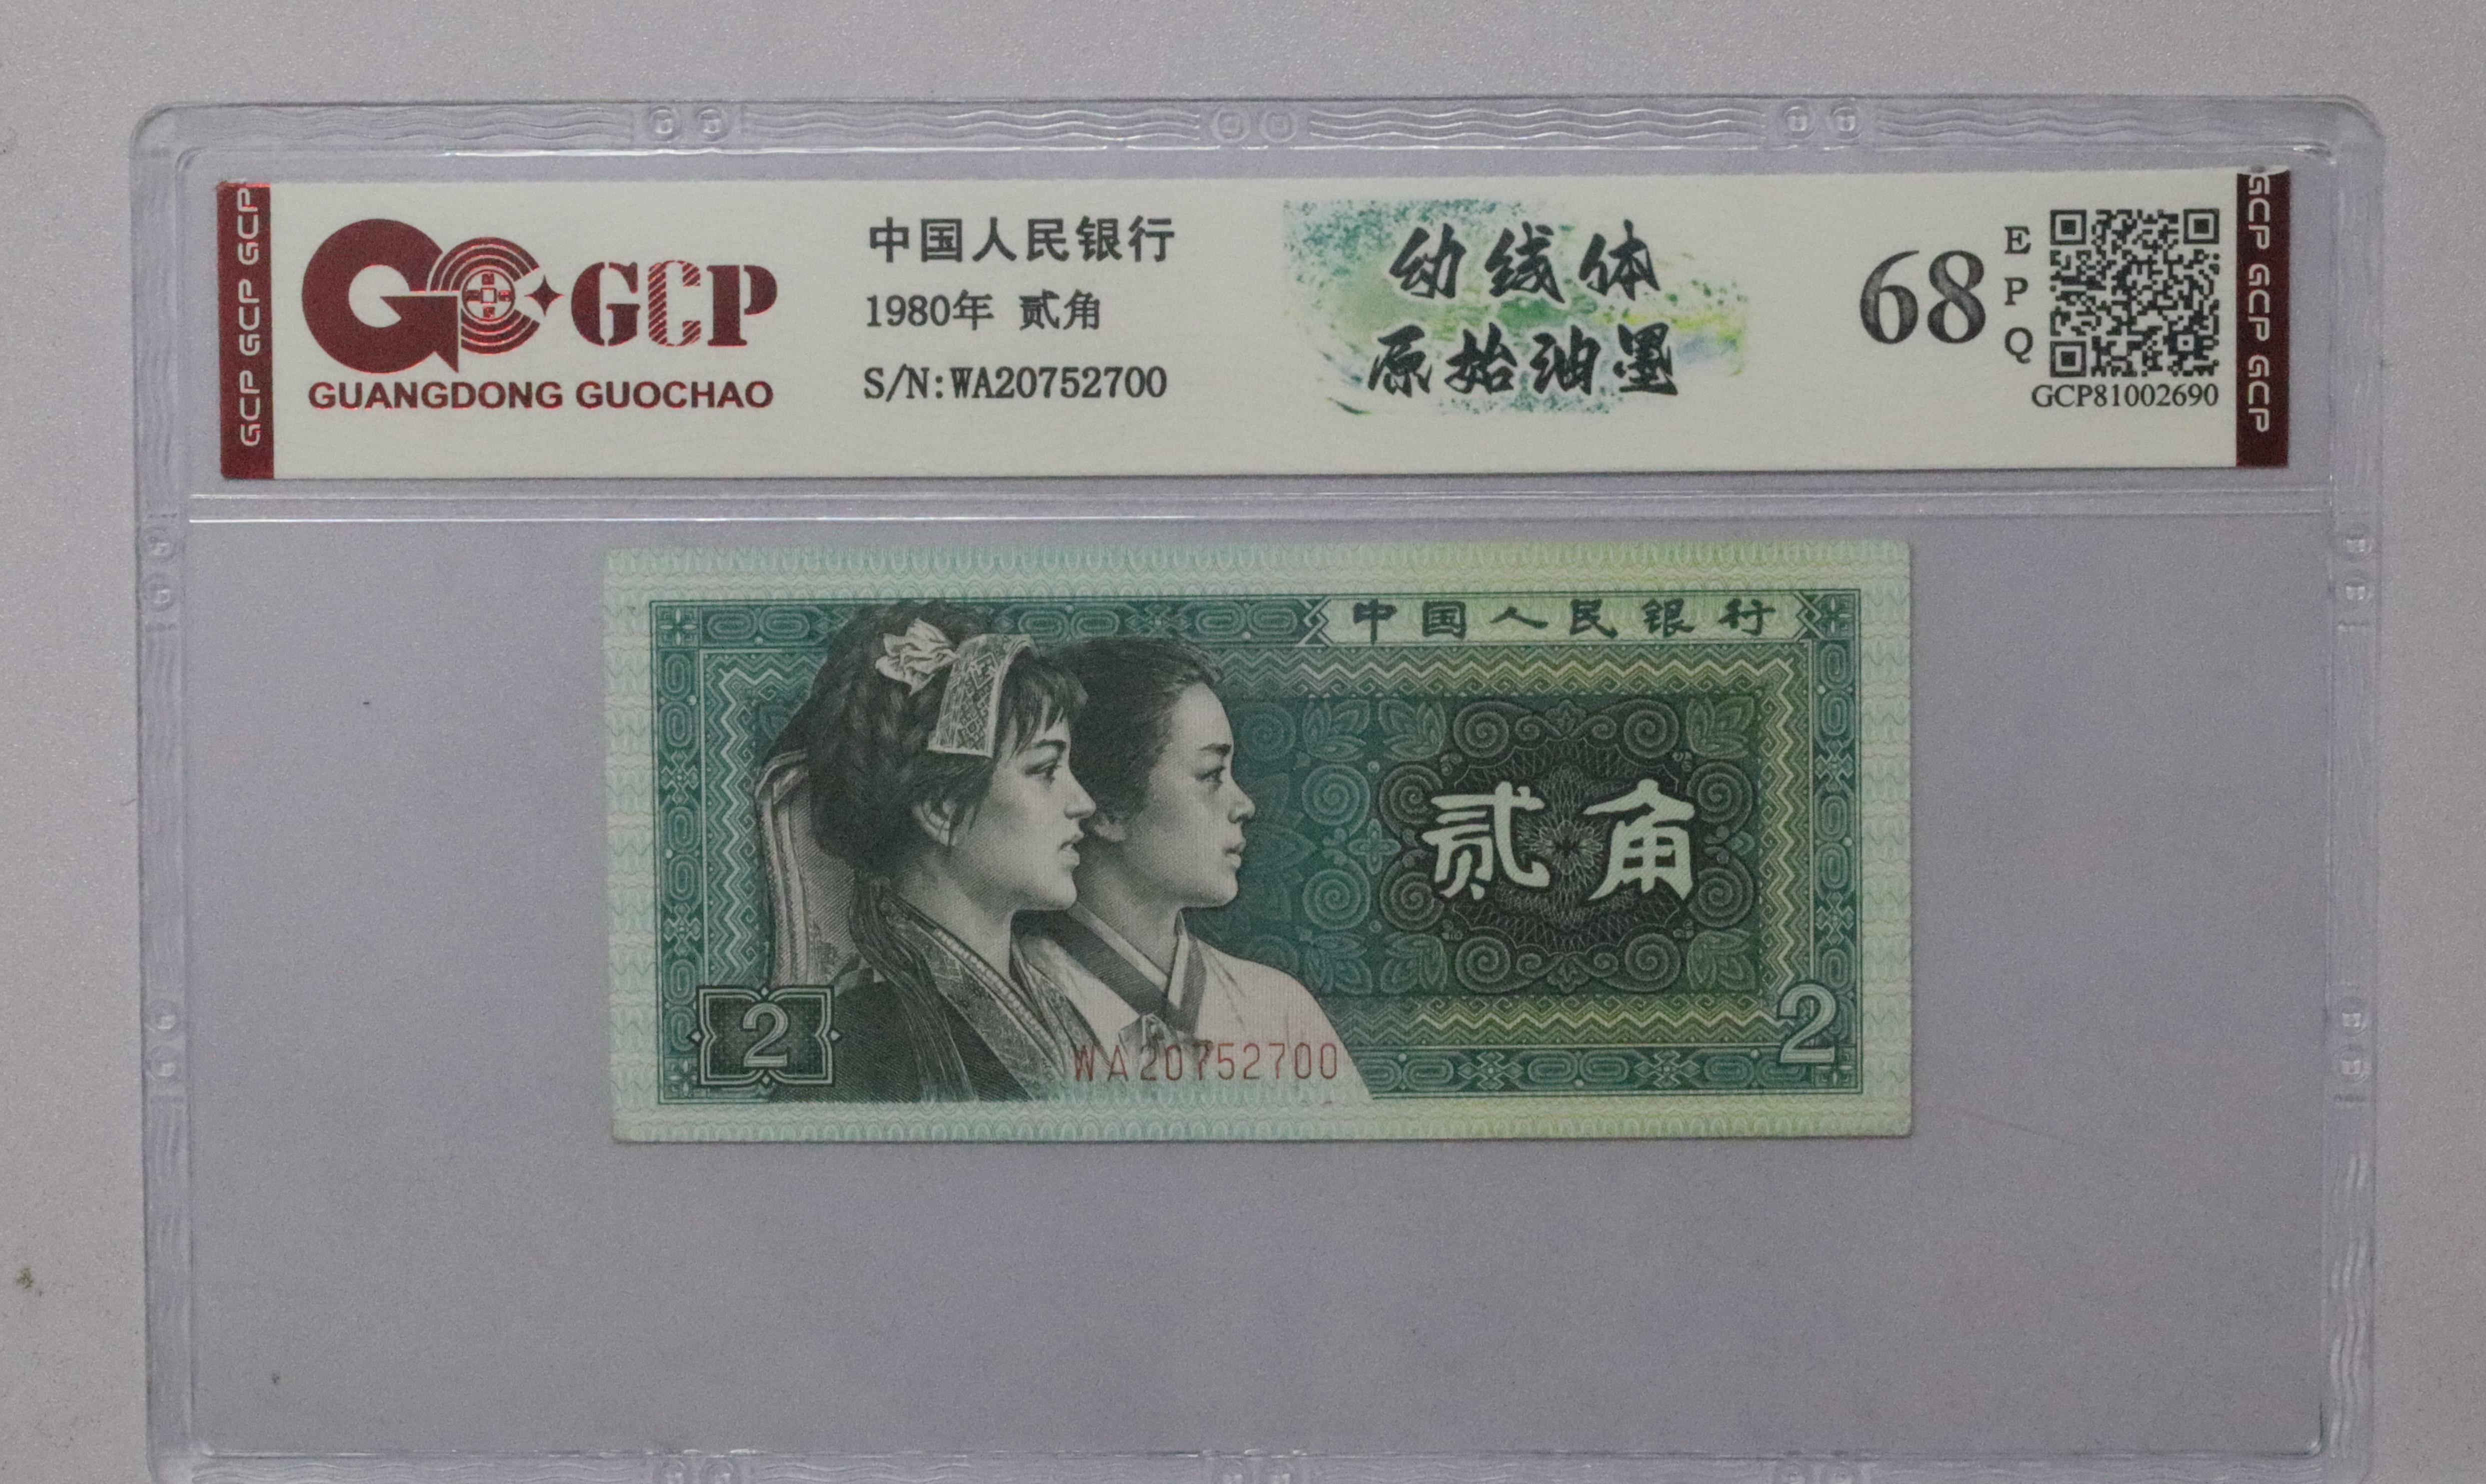 GCP GCP GCP
GCP
GUANGDONG GUOCHAO
中国人民银行
1980年 贰角
S/N:WA20752700
幼线体
原始油墨
68
EPQ
GCP81002690
GCP GCP GCP
中国人民银行
贰角
2
WA20752700
2